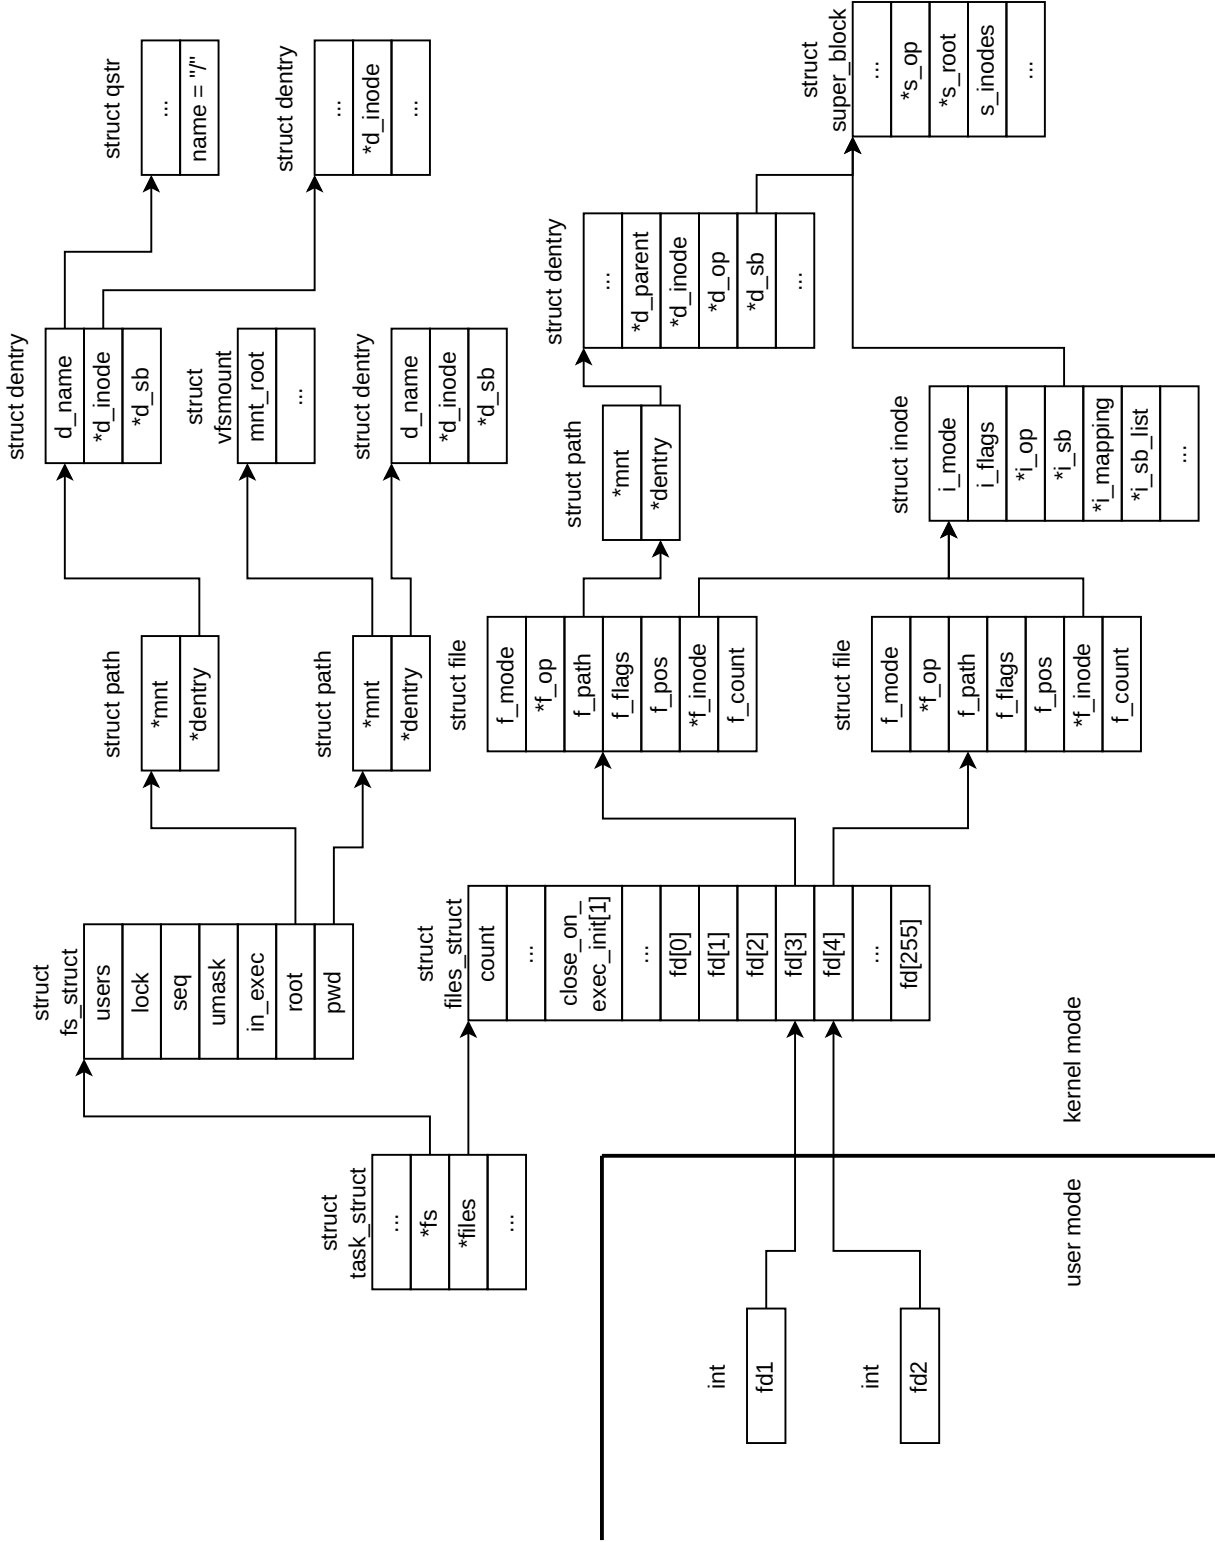 struct
task_struct
...
*fs
*files
...
int
fd1
int
fd2
user mode
kernel mode
struct
fs_struct
users
lock
seq
umask
in_exec
root
pwd
struct
files_struct
count
...
close_on_
exec_init[1]
...
fd[0]
fd[1]
fd[2]
fd[3]
fd[4]
...
fd[255]
struct path
*mnt
*dentry
struct path
*mnt
*dentry
struct file
f_mode
*f_op
f_path
f_flags
f_pos
*f_inode
f_count
struct file
f_mode
*f_op
f_path
f_flags
f_pos
*f_inode
f_count
struct dentry
d_name
*d_inode
*d_sb
struct
vfsmount
mnt_root
...
struct dentry
d_name
*d_inode
*d_sb
struct path
*mnt
*dentry
struct inode
i_mode
i_flags
*i_op
*i_sb
*i_mapping
*i_sb_list
...
struct qstr
...
name = "/"
struct dentry
...
*d_inode
...
struct dentry
...
*d_parent
*d_inode
*d_op
*d_sb
...
struct
super_block
...
*s_op
*s_root
s_inodes
...